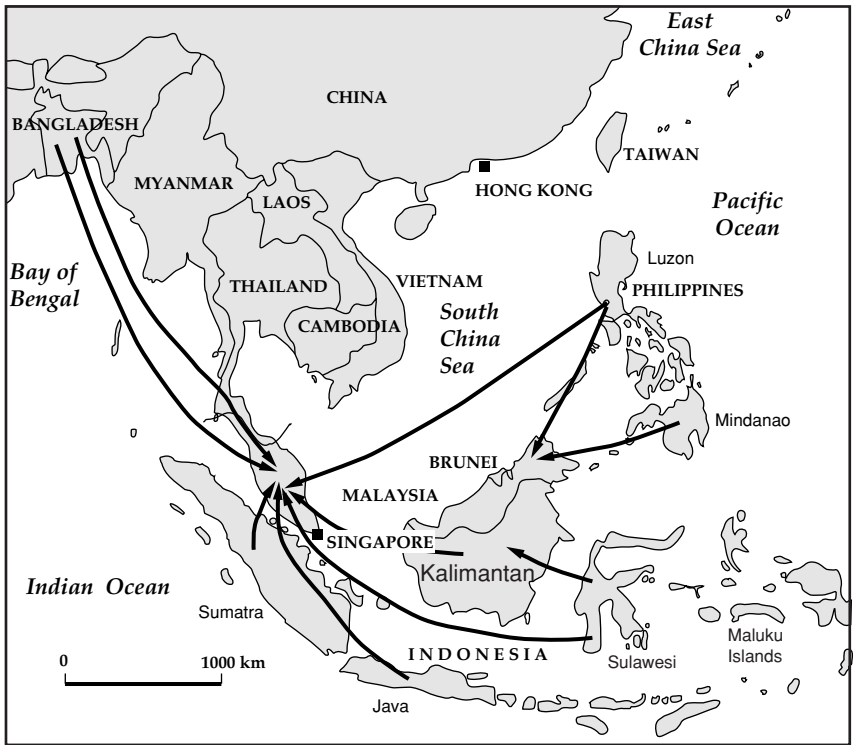 East
China Sea
CHINA
BANGLADESH
TAIWAN
MYANMAR
HONG KONG
LAOS
Pacific
Ocean
Luzon
Bay of
Bengal
THAILAND
VIETNAM
PHILIPPINES
South
China
Sea
CAMBODIA
Mindanao
BRUNEI
MALAYSIA
SINGAPORE
Kalimantan
Indian Ocean
Sumatra
Maluku
Islands
INDONESIA
Sulawesi
0 1000 km
Java